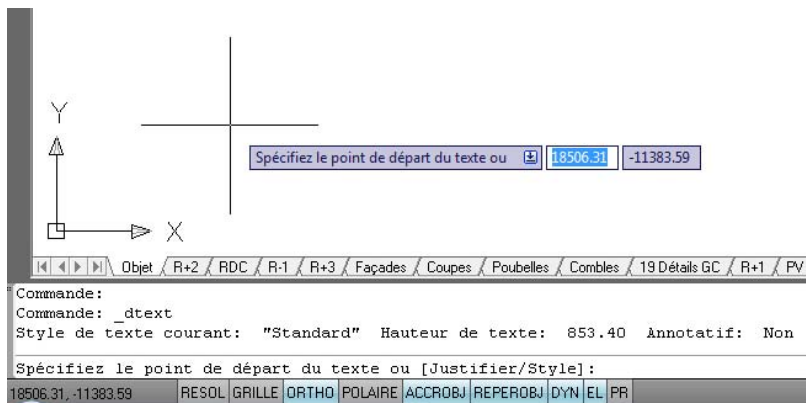 Y
Spécifiez le point de départ du texte ou 18506.31 -11383.59
X
Objet / R+2 / RDC / R-1 / R+3 / Façades / Coupes / Poubelles / Combles / 19 Détails GC / R+1 / PV
Commande:
Commande: _dtext
Style de texte courant: "Standard" Hauteur de texte: 853.40 Annotatif: Non
Spécifiez le point de départ du texte ou [Justifier/Style]:
18506.31, -11383.59 RESOL GRILLE ORTHO POLAIRE ACCROBJ REPEROBJ DYN EL PR